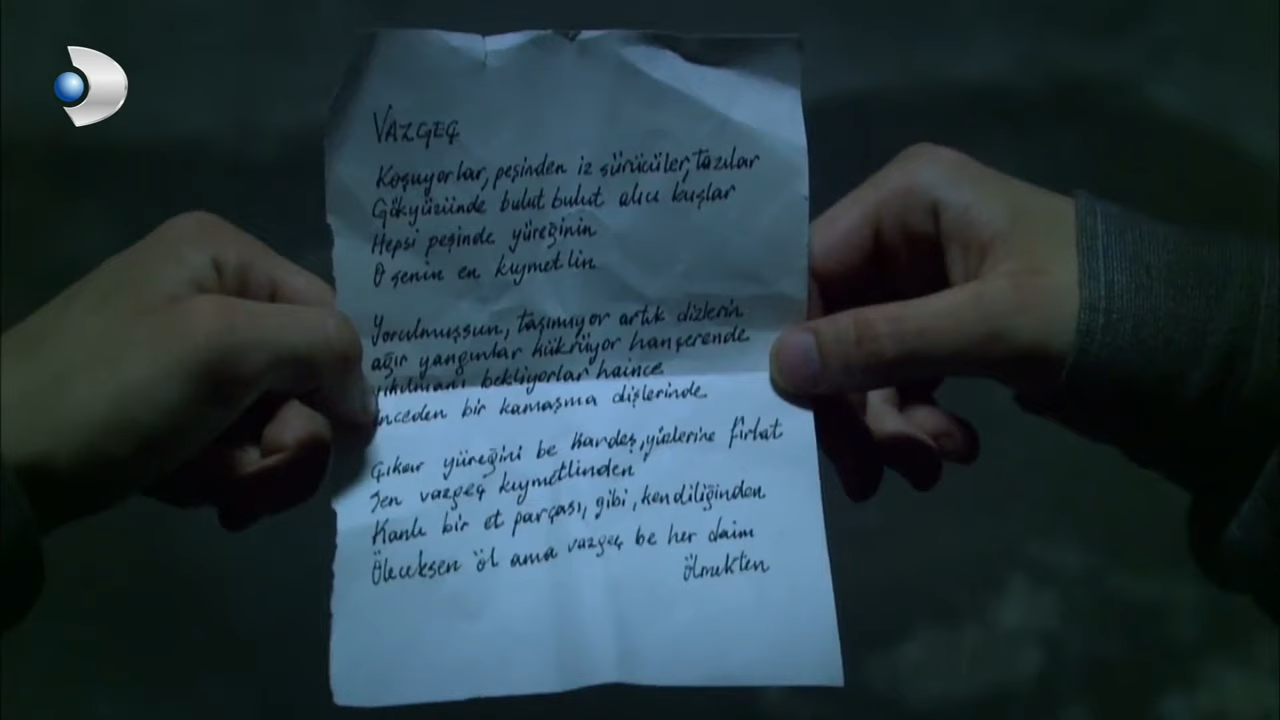 VAZGEÇ
Koşuyorlar, peşinden iz sürücüler, tazılar
Gökyüzünde bulut bulut alıcı kuşlar
Hepsi peşinde yüreğinin
O senin en kıymetlin
Yorulmuşsun, taşımıyor artık dizlerin
ağır yangınlar kükrüyor hançerende
yıkılmanı bekliyorlar haince
inceden bir kamaşma dişlerinde
Çıkar yüreğini be kardeş, yüzlerine fırlat
Sen vazgeç kıymetlinden
Kanlı bir et parçası, gibi, kendiliğinden
Öleceksen öl ama vazgeç be her daim
ölmekten